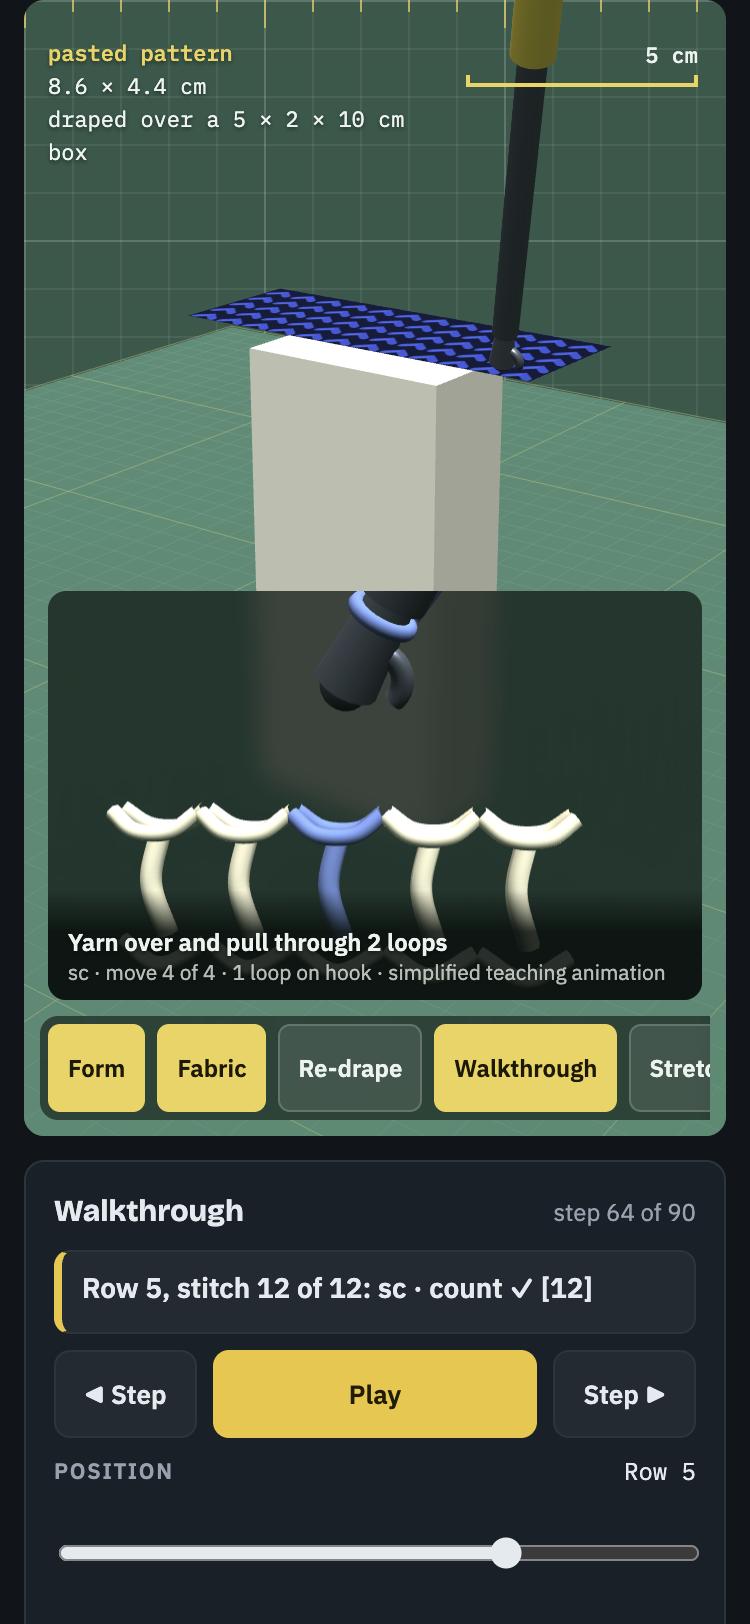 pasted pattern
5 cm
8.6 × 4.4 cm
draped over a 5 × 2 × 10 cm
box
Yarn over and pull through 2 loops
sc · move 4 of 4 · 1 loop on hook · simplified teaching animation
Form Fabric Re-drape Walkthrough
Walkthrough
step 64 of 90
Row 5, stitch 12 of 12: sc · count ✓ [12]
◀ Step Play Step ▶
POSITION
Row 5